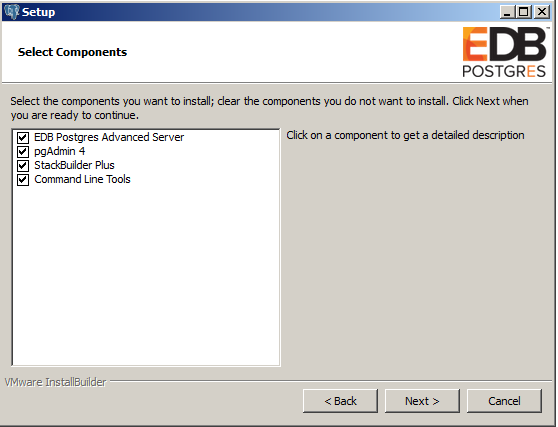 Setup
Select Components
EDB
POSTGRES
Select the components you want to install; clear the components you do not want to install. Click Next when
you are ready to continue.
EDB Postgres Advanced Server
pgAdmin 4
StackBuilder Plus
Command Line Tools
Click on a component to get a detailed description
VMware InstallBuilder
< Back
Next >
Cancel